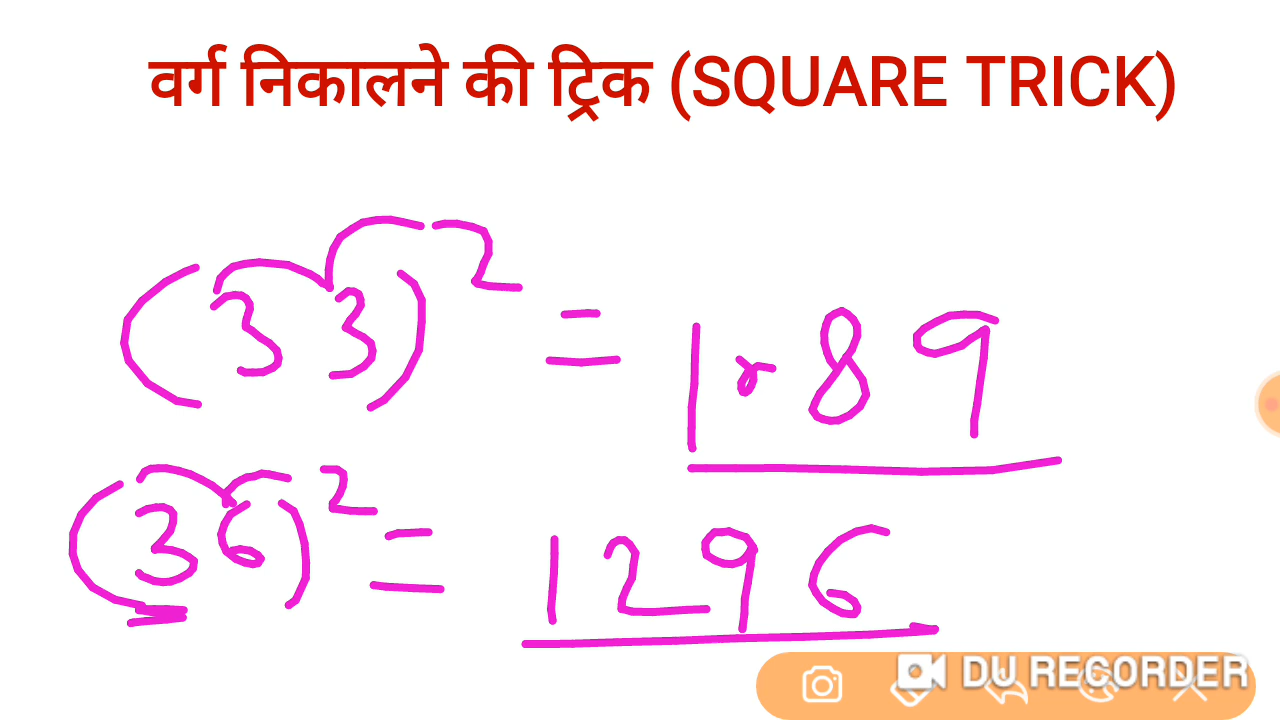 वर्ग निकालने की ट्रिक (SQUARE TRICK)
(33)² = 1089
(36)² = 1296
DU RECORDER